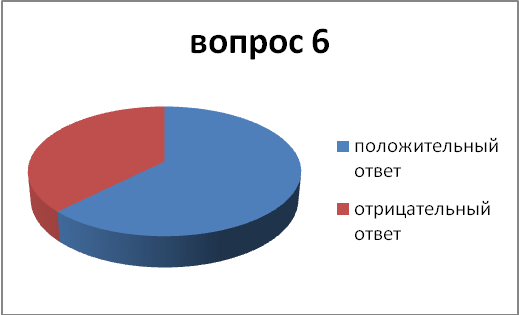 вопрос 6
положительный
ответ
отрицательный
ответ